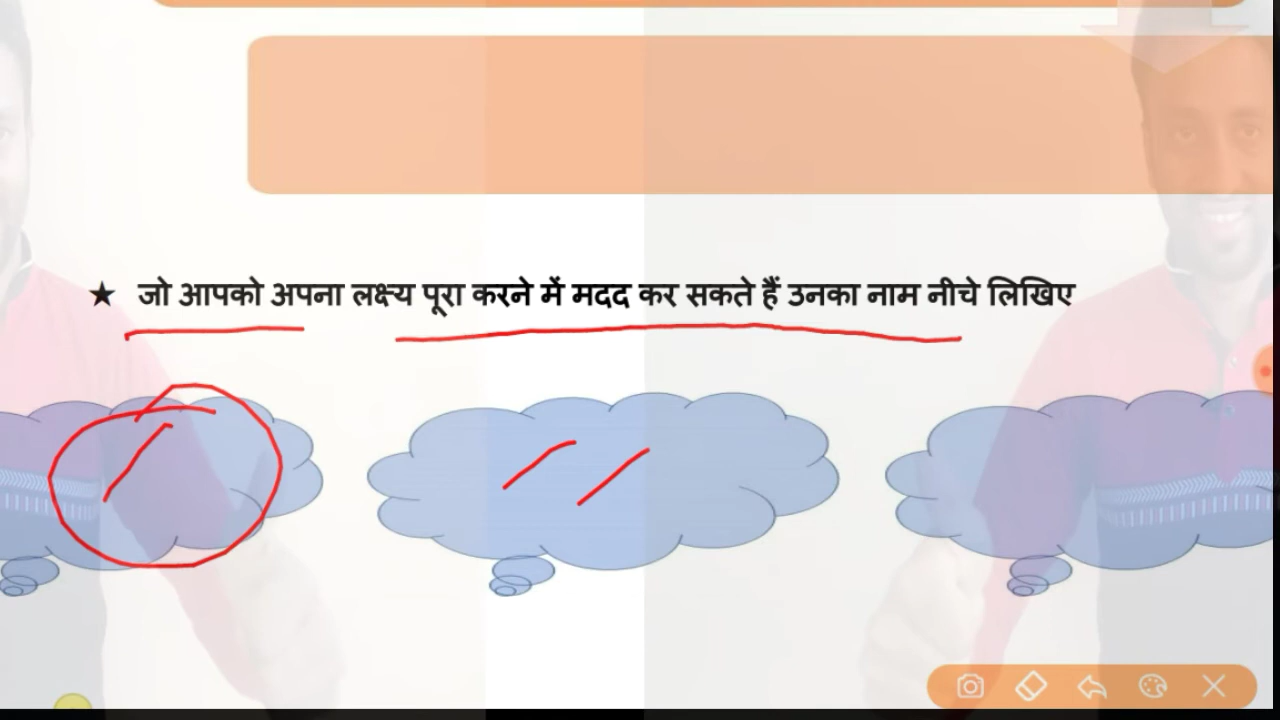 ★ जो आपको अपना लक्ष्य पूरा करने में मदद कर सकते हैं उनका नाम नीचे लिखिए